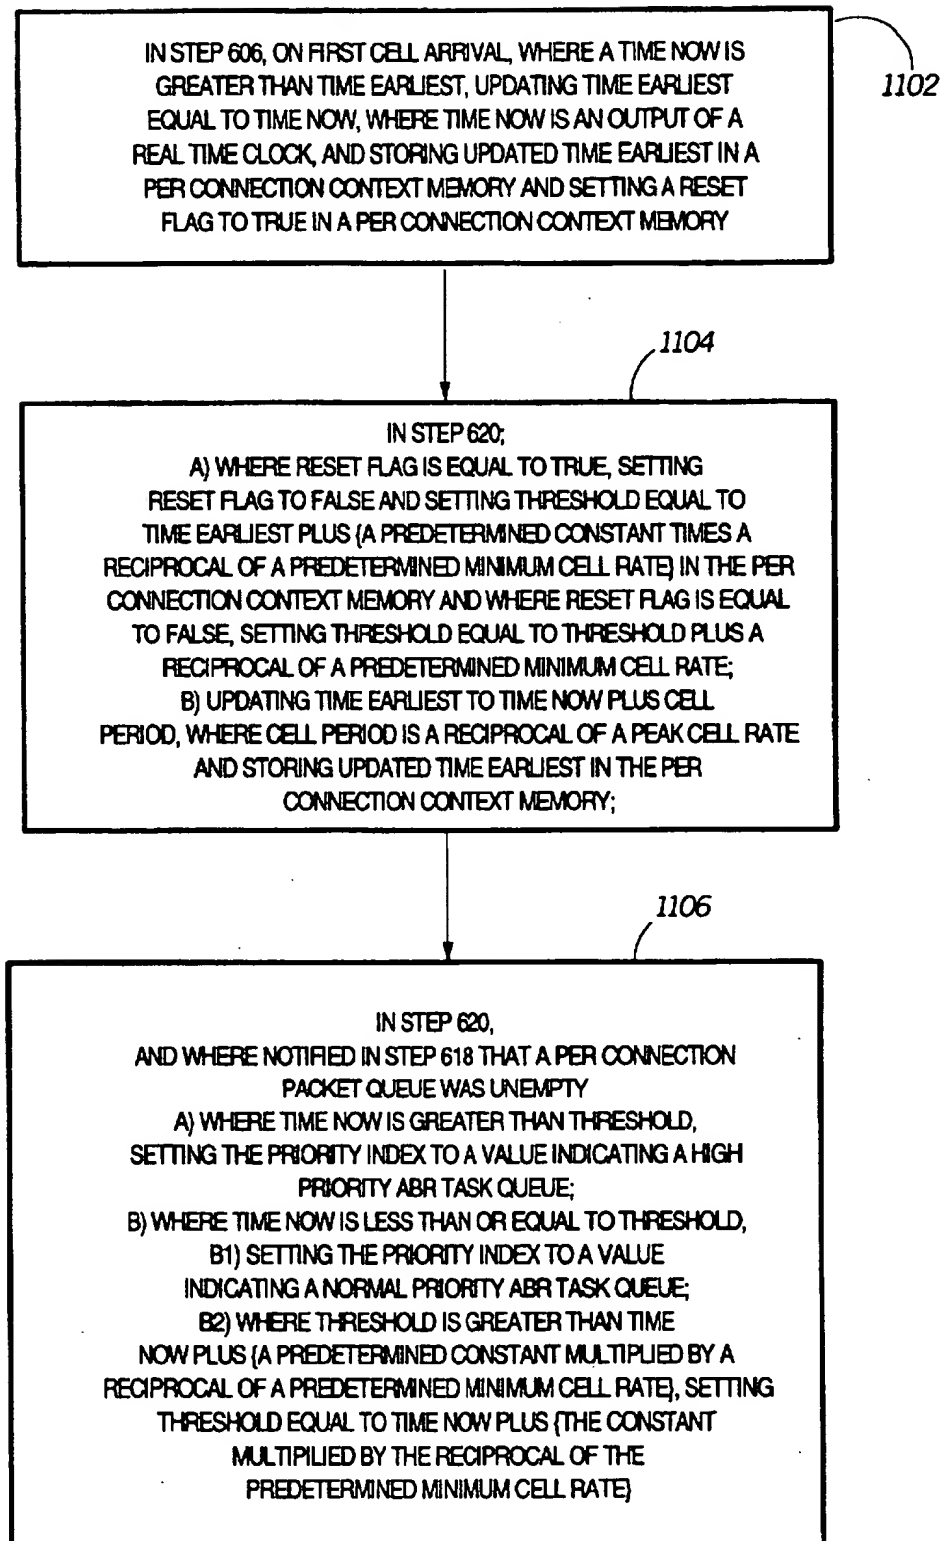 IN STEP 606, ON FIRST CELL ARRIVAL, WHERE A TIME NOW IS
GREATER THAN TIME EARLIEST, UPDATING TIME EARLIEST
EQUAL TO TIME NOW, WHERE TIME NOW IS AN OUTPUT OF A
REAL TIME CLOCK, AND STORING UPDATED TIME EARLIEST IN A
PER CONNECTION CONTEXT MEMORY AND SETTING A RESET
FLAG TO TRUE IN A PER CONNECTION CONTEXT MEMORY
1102
1104
IN STEP 620;
A) WHERE RESET FLAG IS EQUAL TO TRUE, SETTING
RESET FLAG TO FALSE AND SETTING THRESHOLD EQUAL TO
TIME EARLIEST PLUS {A PREDETERMINED CONSTANT TIMES A
RECIPROCAL OF A PREDETERMINED MINIMUM CELL RATE} IN THE PER
CONNECTION CONTEXT MEMORY AND WHERE RESET FLAG IS EQUAL
TO FALSE, SETTING THRESHOLD EQUAL TO THRESHOLD PLUS A
RECIPROCAL OF A PREDETERMINED MINIMUM CELL RATE;
B) UPDATING TIME EARLIEST TO TIME NOW PLUS CELL
PERIOD, WHERE CELL PERIOD IS A RECIPROCAL OF A PEAK CELL RATE
AND STORING UPDATED TIME EARLIEST IN THE PER
CONNECTION CONTEXT MEMORY;
1106
IN STEP 620,
AND WHERE NOTIFIED IN STEP 618 THAT A PER CONNECTION
PACKET QUEUE WAS UNEMPTY
A) WHERE TIME NOW IS GREATER THAN THRESHOLD,
SETTING THE PRIORITY INDEX TO A VALUE INDICATING A HIGH
PRIORITY ABR TASK QUEUE;
B) WHERE TIME NOW IS LESS THAN OR EQUAL TO THRESHOLD,
B1) SETTING THE PRIORITY INDEX TO A VALUE
INDICATING A NORMAL PRIORITY ABR TASK QUEUE;
B2) WHERE THRESHOLD IS GREATER THAN TIME
NOW PLUS {A PREDETERMINED CONSTANT MULTIPLIED BY A
RECIPROCAL OF A PREDETERMINED MINIMUM CELL RATE}, SETTING
THRESHOLD EQUAL TO TIME NOW PLUS {THE CONSTANT
MULTIPILIED BY THE RECIPROCAL OF THE
PREDETERMINED MINIMUM CELL RATE}